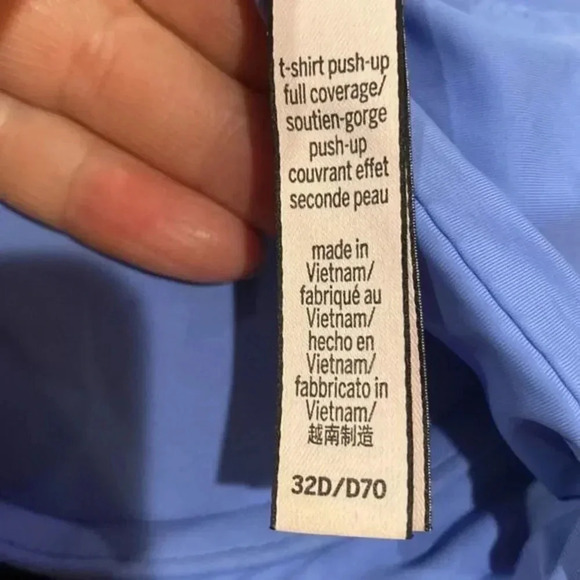 t-shirt push-up
full coverage/
soutien-gorge
push-up
couvrant effet
seconde peau
made in
Vietnam/
fabriqué au
Vietnam/
hecho en
Vietnam/
fabbricato in
Vietnam/
越南制造
32D/D70